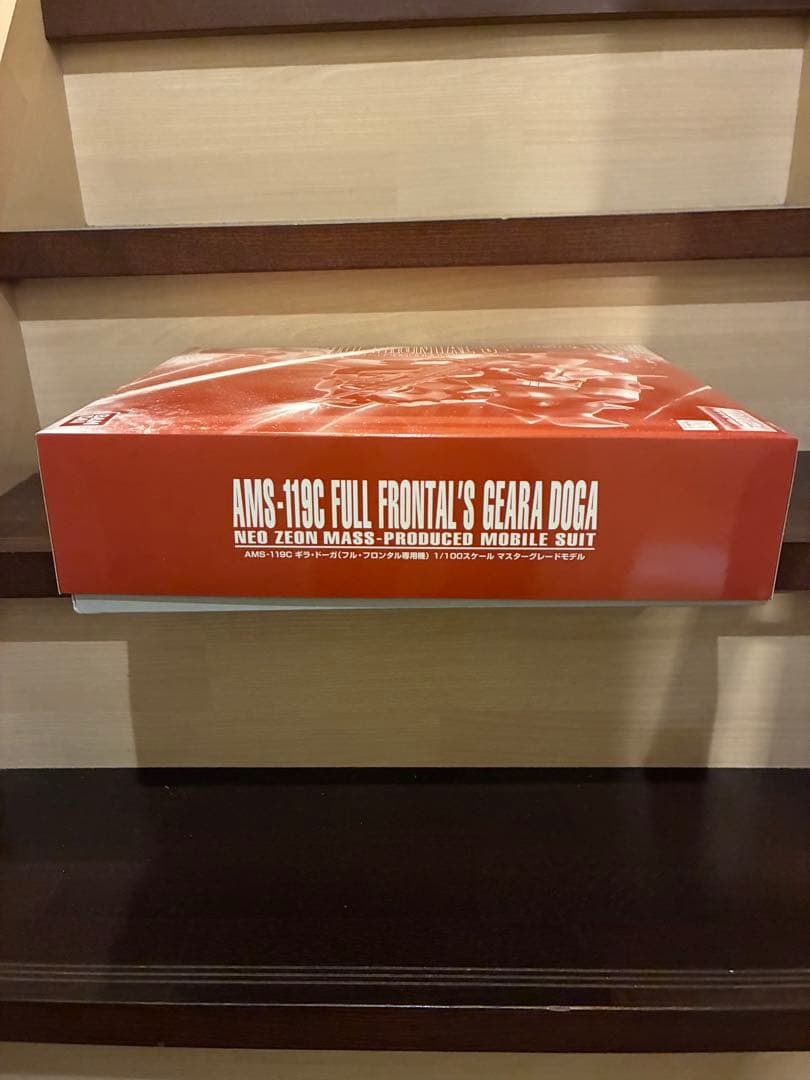 MG
AMS-119C FULL FRONTAL'S GEARA DOGA
NEO ZEON MASS-PRODUCED MOBILE SUIT
AMS-119C ギラ・ドーガ(フル・フロンタル専用機) 1/100スケール マスターグレードモデル